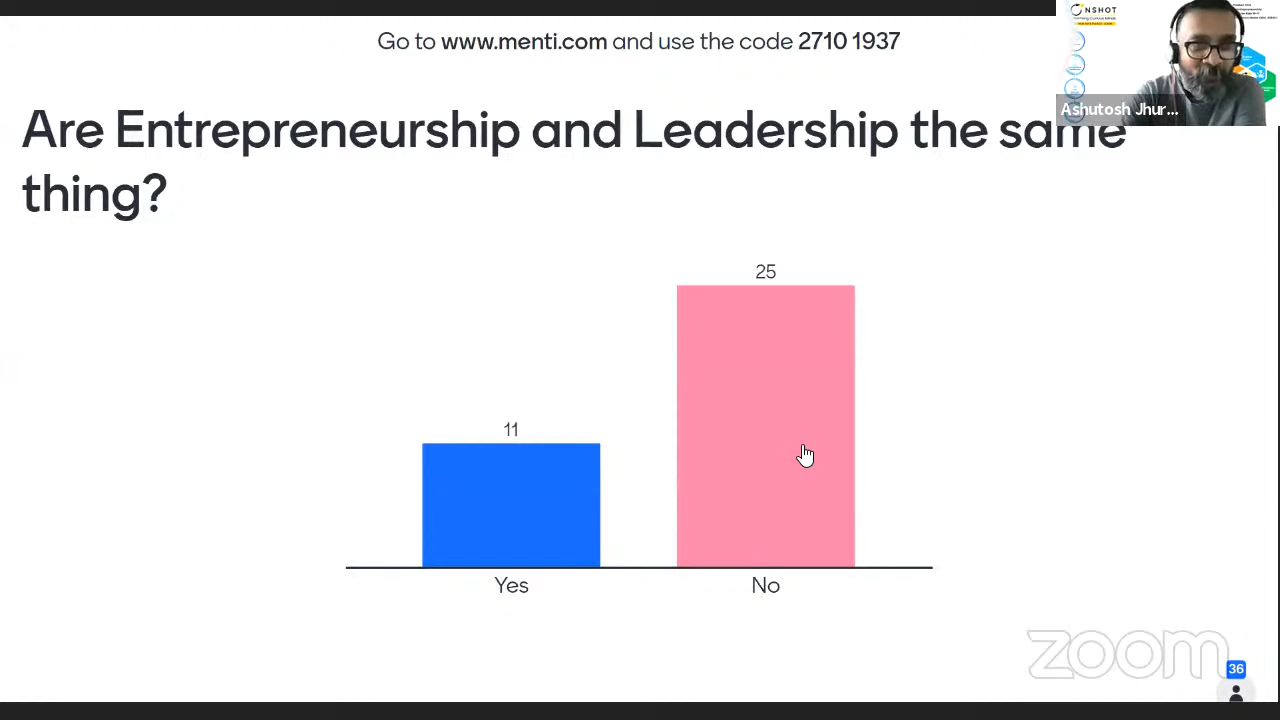 Go to www.menti.com and use the code 2710 1937
NSHOT
Ashutosh Jhur...
Are Entrepreneurship and Leadership the same
thing?
25
11
Yes
No
zoom
36